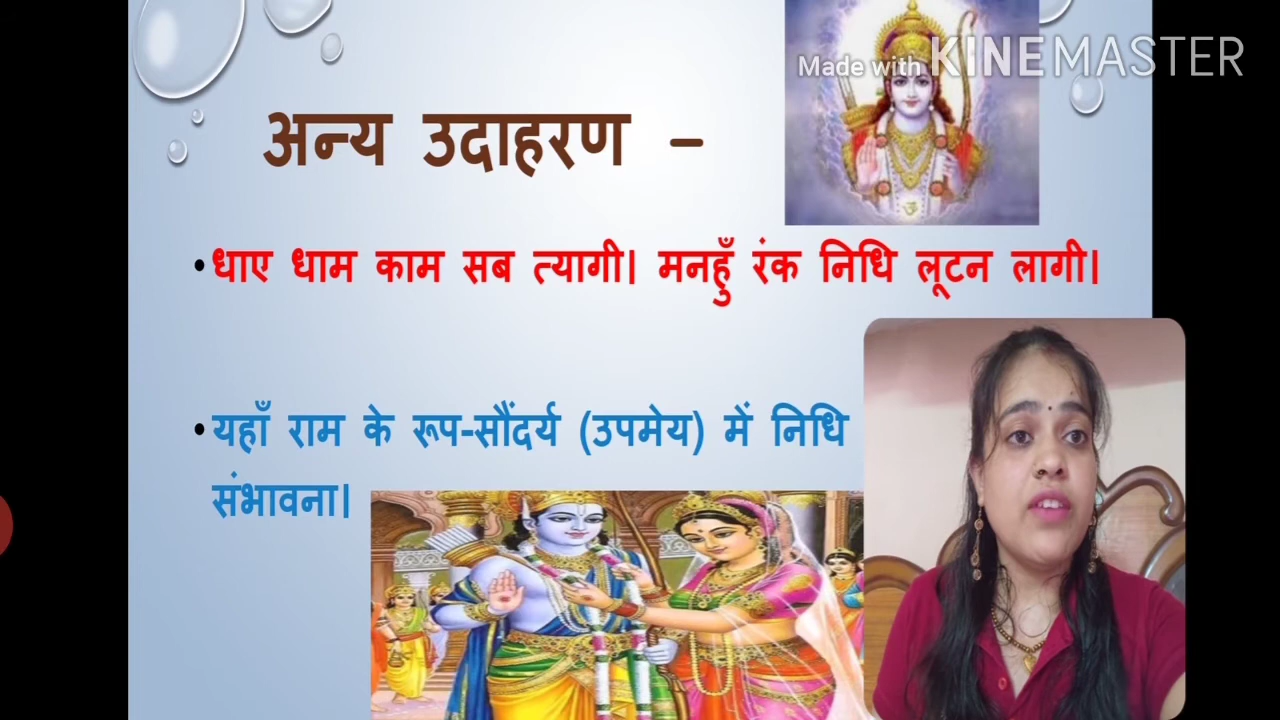 Made with KINEMASTER
अन्य उदाहरण –
•धाए धाम काम सब त्यागी। मनहुँ रंक निधि लूटन लागी।
•यहाँ राम के रूप-सौंदर्य (उपमेय) में निधि
संभावना।
ॐ